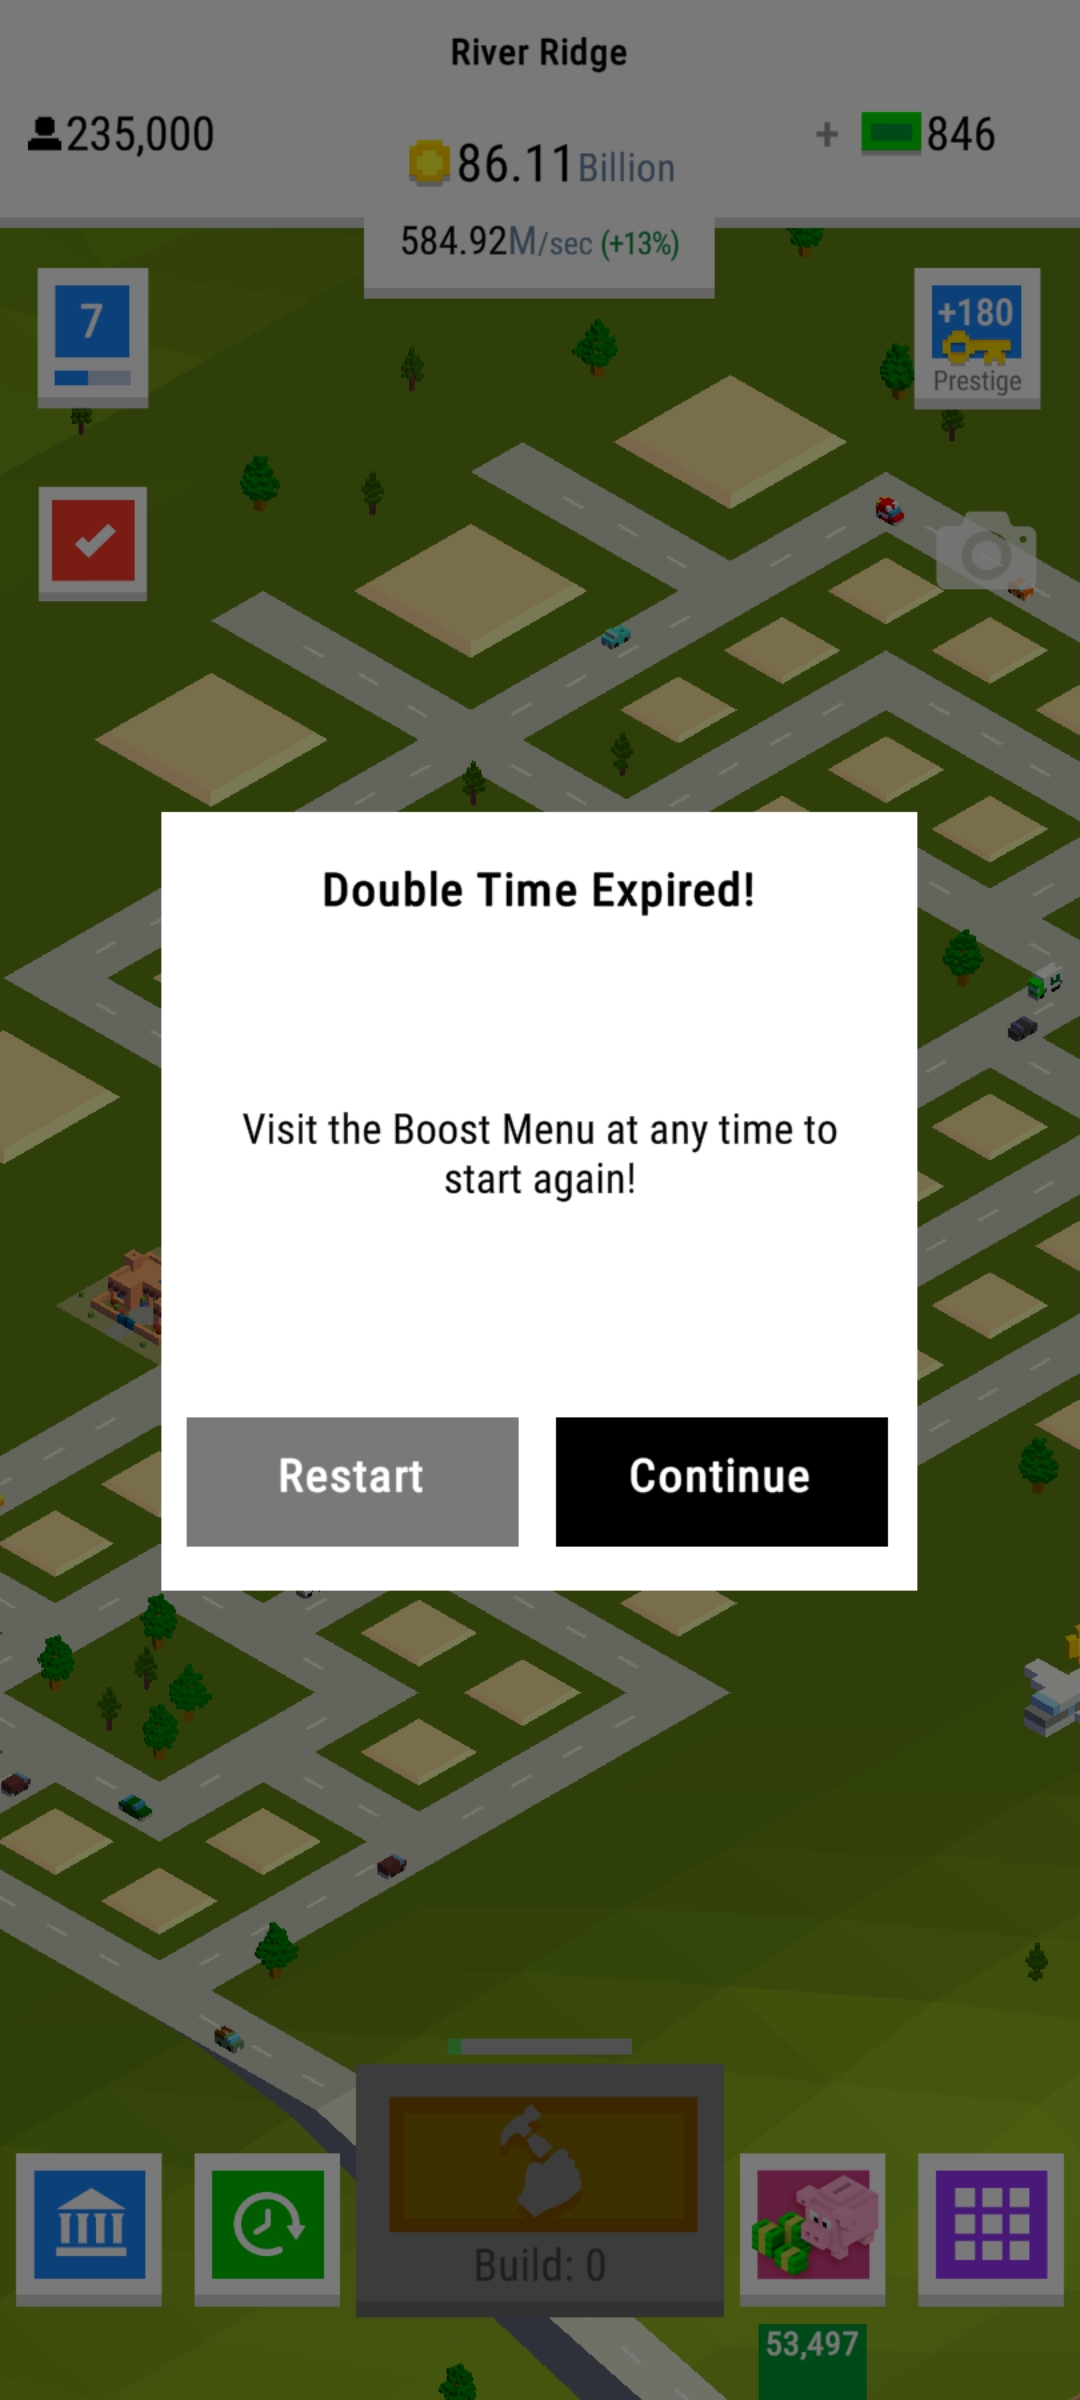 River Ridge
235,000
86.11 Billion
+ 846
584.92M/sec (+13%)
7
+180
Prestige
Double Time Expired!
Visit the Boost Menu at any time to
start again!
Restart
Continue
Build: 0
53,497